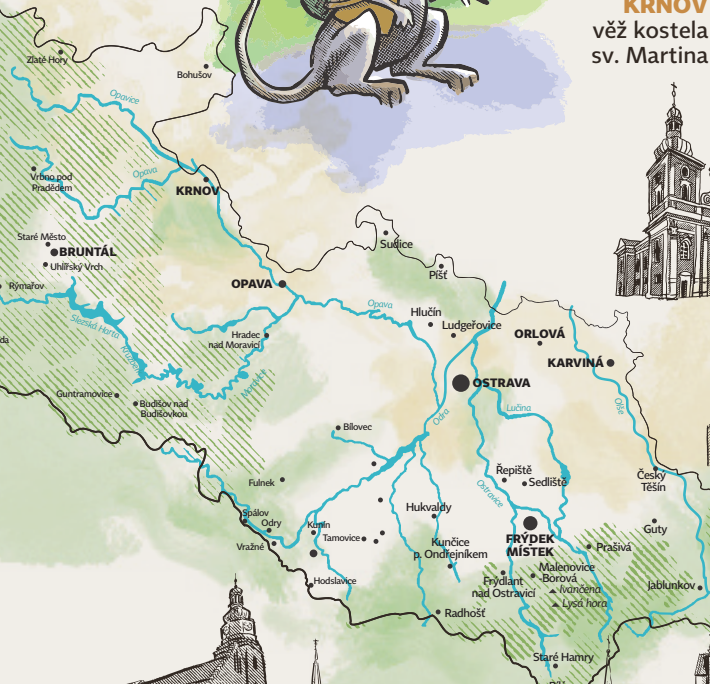 KRNOV
věž kostela
sv. Martina
Zlaté Hory
Bohušov
Opavice
Opava
Vrbno pod
Pradědem
KRNOV
Staré Město
BRUNTÁL
Uhlířský Vrch
Rýmařov
Sudice
Píšť
OPAVA
Opava
Slezská Harta
Hlučín
Ludgeřovice
ORLOVÁ
Hradec
nad Moravicí
KARVINÁ
Kružberk
Moravice
OSTRAVA
Guntramovice
Budišov nad
Budišovkou
Odra
Lučina
Olše
Bílovec
Řepiště
Sedliště
Český
Těšín
Fulnek
Ostravice
Hukvaldy
Spálov
Odry
Kunín
Guty
Tamovice
Vražné
Kunčice
p. Ondřejníkem
FRÝDEK
MÍSTEK
Prašivá
Malenovice
-Borová
Hodslavice
Frýdlant
nad Ostravicí
Ivančena
Lysá hora
Jablunkov
Radhošť
Staré Hamry